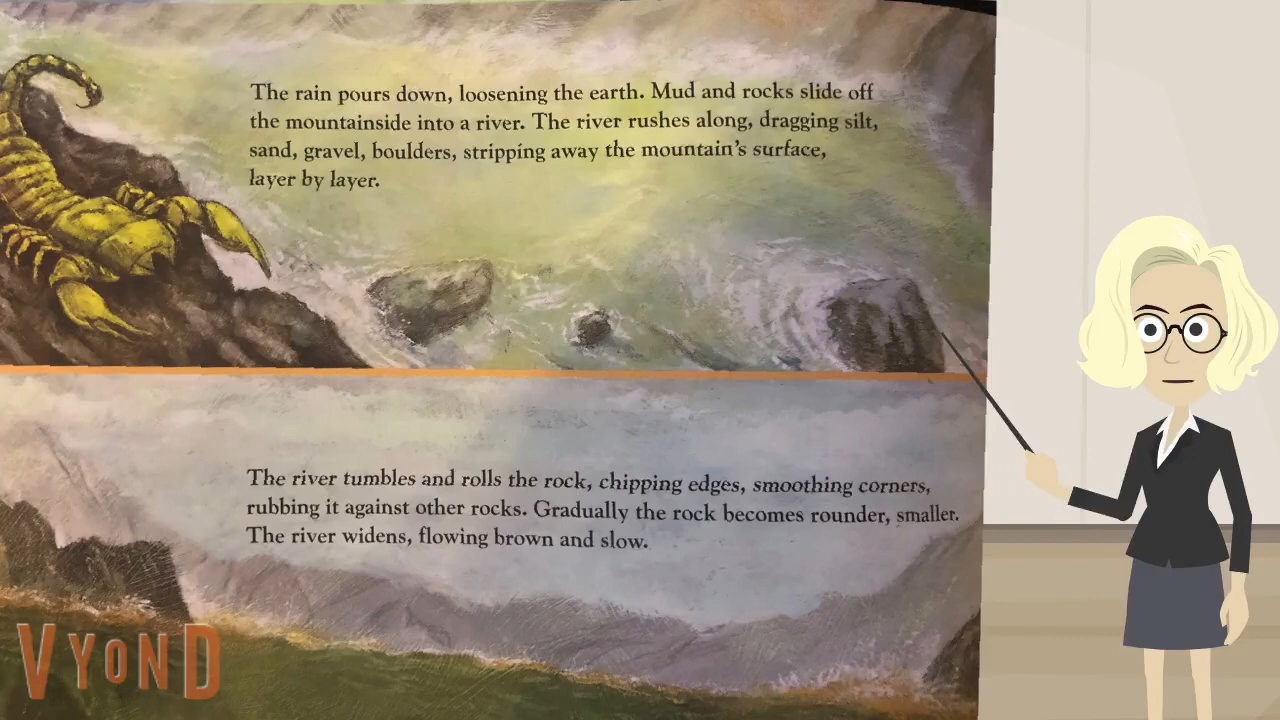 The rain pours down, loosening the earth. Mud and rocks slide off
the mountainside into a river. The river rushes along, dragging silt,
sand, gravel, boulders, stripping away the mountain's surface,
layer by layer.
The river tumbles and rolls the rock, chipping edges, smoothing corners,
rubbing it against other rocks. Gradually the rock becomes rounder, smaller.
The river widens, flowing brown and slow.
VYOND